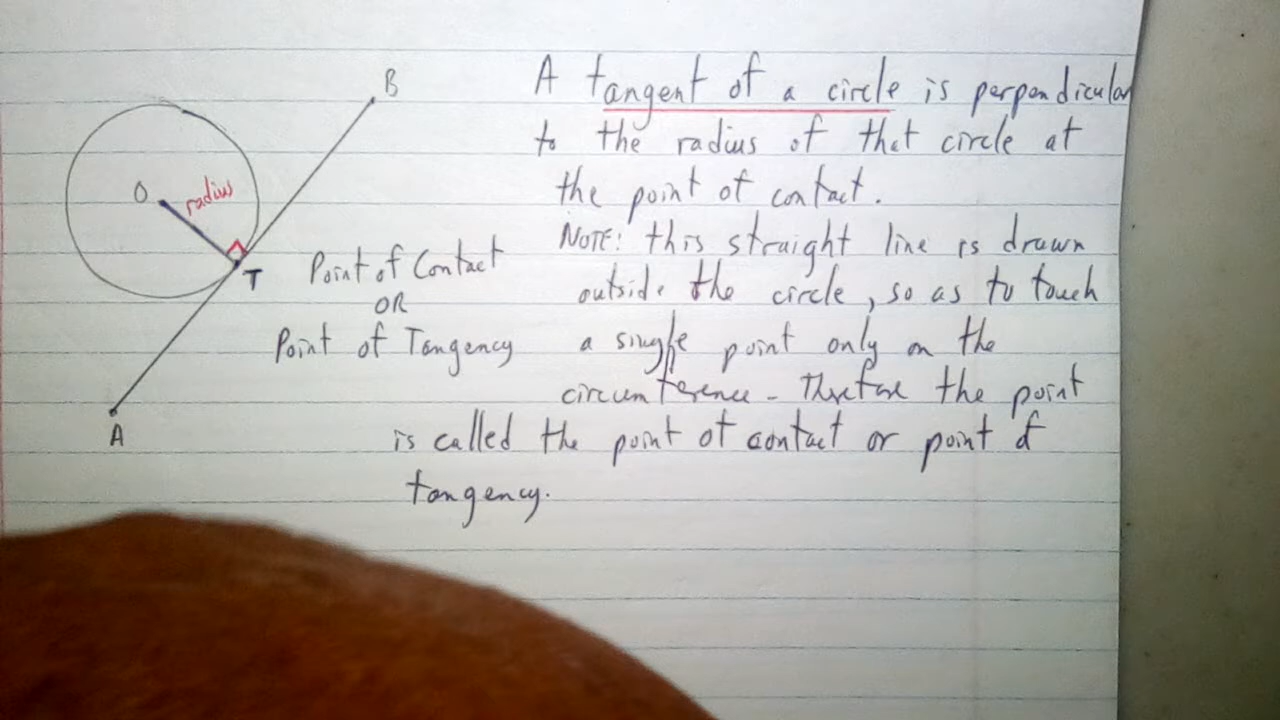 A tangent of a circle is perpendicular
to the radius of that circle at
the point of contact.
NOTE: this straight line is drawn
outside the circle, so as to touch
a single point only on the
circumference - Therefore the point
is called the point of contact or point of
tangency.
B
O
radius
T
Point of Contact
OR
Point of Tangency
A